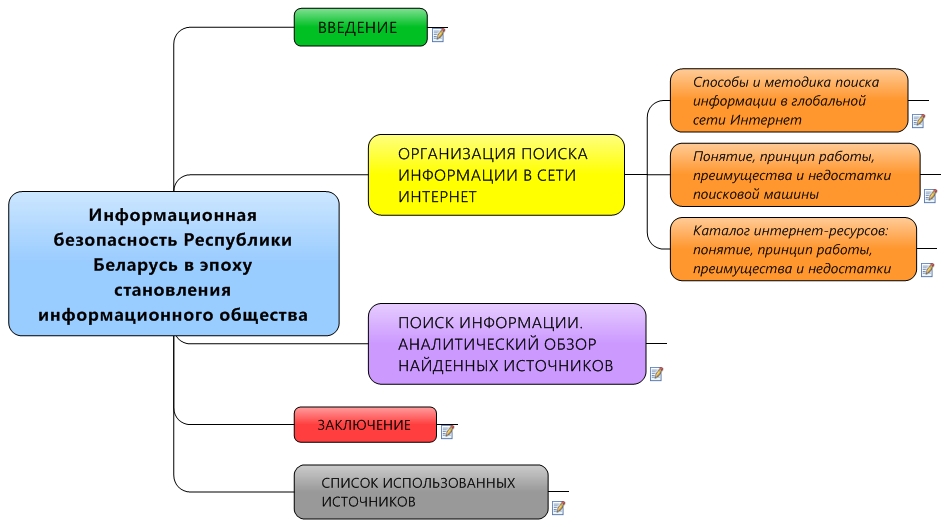 ВВЕДЕНИЕ
Способы и методика поиска
информации в глобальной
сети Интернет
ОРГАНИЗАЦИЯ ПОИСКА
ИНФОРМАЦИИ В СЕТИ
ИНТЕРНЕТ
Понятие, принцип работы,
преимущества и недостатки
поисковой машины
Каталог интернет-ресурсов:
понятие, принцип работы,
преимущества и недостатки
Информационная
безопасность Республики
Беларусь в эпоху
становления
информационного общества
ПОИСК ИНФОРМАЦИИ.
АНАЛИТИЧЕСКИЙ ОБЗОР
НАЙДЕННЫХ ИСТОЧНИКОВ
ЗАКЛЮЧЕНИЕ
СПИСОК ИСПОЛЬЗОВАННЫХ
ИСТОЧНИКОВ